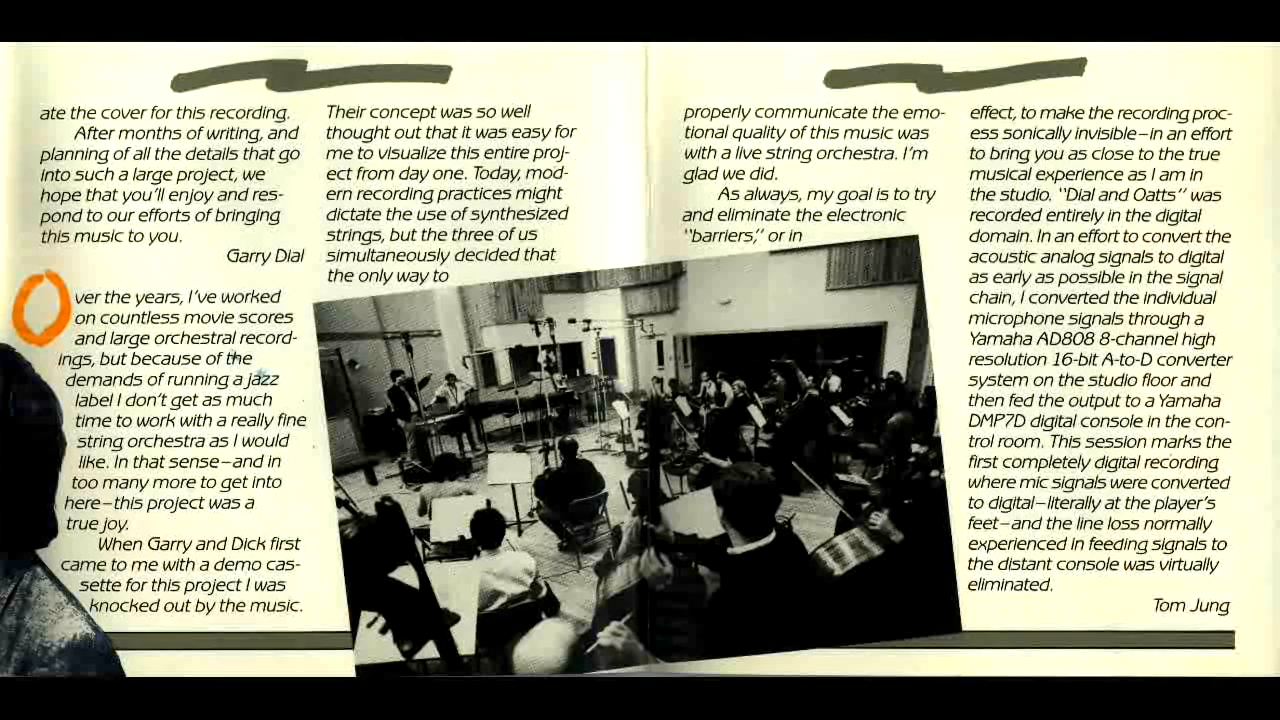 ate the cover for this recording.
After months of writing, and
planning of all the details that go
into such a large project, we
hope that you'll enjoy and res-
pond to our efforts of bringing
this music to you.
Garry Dial
Over the years, I've worked
on countless movie scores
and large orchestral record-
ings, but because of the
demands of running a jazz
label I don't get as much
time to work with a really fine
string orchestra as I would
like. In that sense—and in
too many more to get into
here—this project was a
true joy.
When Garry and Dick first
came to me with a demo cas-
sette for this project I was
knocked out by the music.
Their concept was so well
thought out that it was easy for
me to visualize this entire proj-
ect from day one. Today, mod-
ern recording practices might
dictate the use of synthesized
strings, but the three of us
simultaneously decided that
the only way to
properly communicate the emo-
tional quality of this music was
with a live string orchestra. I'm
glad we did.
As always, my goal is to try
and eliminate the electronic
"barriers," or in
effect, to make the recording proc-
ess sonically invisible—in an effort
to bring you as close to the true
musical experience as I am in
the studio. "Dial and Oatts" was
recorded entirely in the digital
domain. In an effort to convert the
acoustic analog signals to digital
as early as possible in the signal
chain, I converted the individual
microphone signals through a
Yamaha AD808 8-channel high
resolution 16-bit A-to-D converter
system on the studio floor and
then fed the output to a Yamaha
DMP7D digital console in the con-
trol room. This session marks the
first completely digital recording
where mic signals were converted
to digital—literally at the player's
feet—and the line loss normally
experienced in feeding signals to
the distant console was virtually
eliminated.
Tom Jung